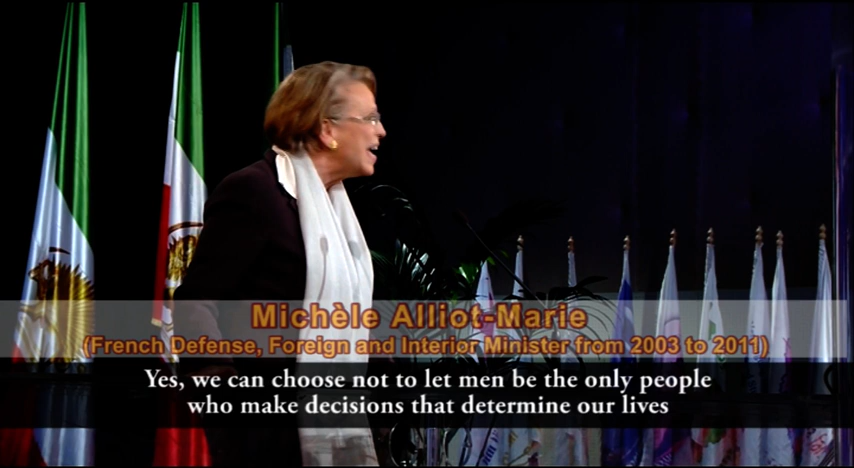 Michèle Alliot-Marie
(French Defense, Foreign and Interior Minister from 2003 to 2011)
Yes, we can choose not to let men be the only people
who make decisions that determine our lives